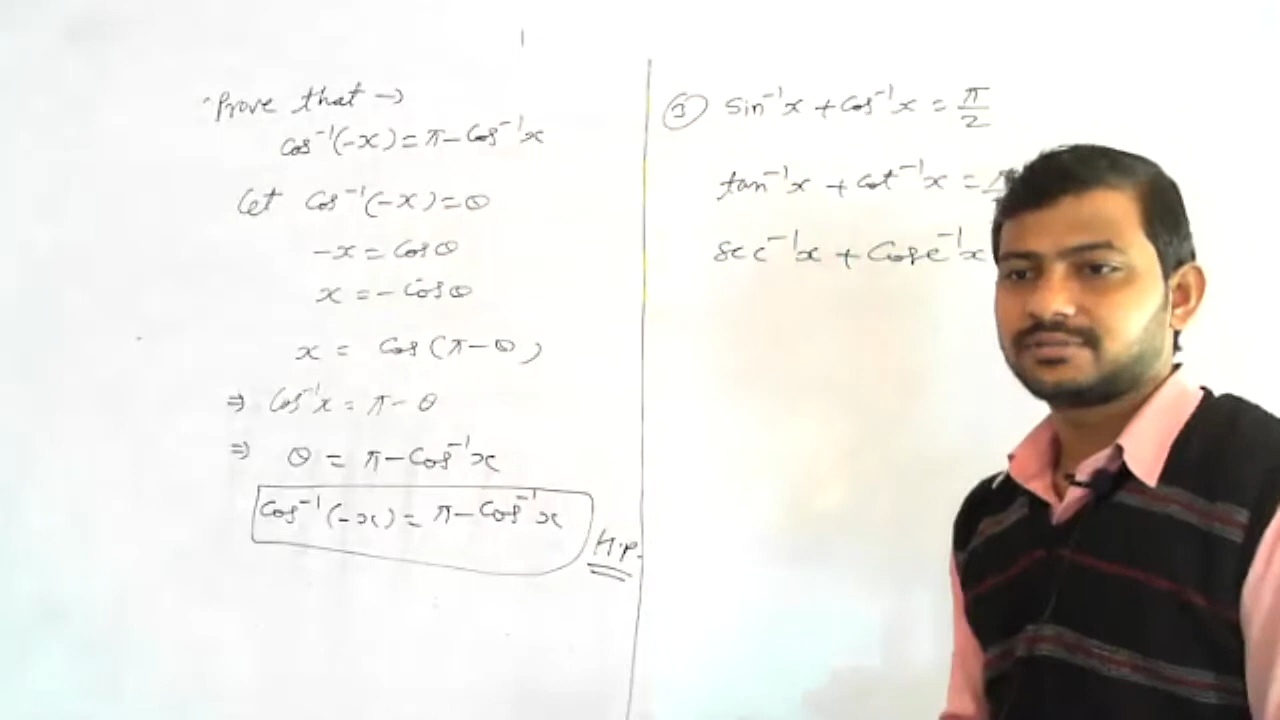 Prove that →
Cos⁻¹(-x) = π - Cos⁻¹x
Let Cos⁻¹(-x) = θ
-x = Cosθ
x = - Cosθ
x = Cos(π - θ)
⇒ Cos⁻¹x = π - θ
⇒ θ = π - Cos⁻¹x
Cos⁻¹(-x) = π - Cos⁻¹x
H.P.
③ Sin⁻¹x + Cos⁻¹x = π/2
tan⁻¹x + Cot⁻¹x =
Sec⁻¹x + Cosec⁻¹x